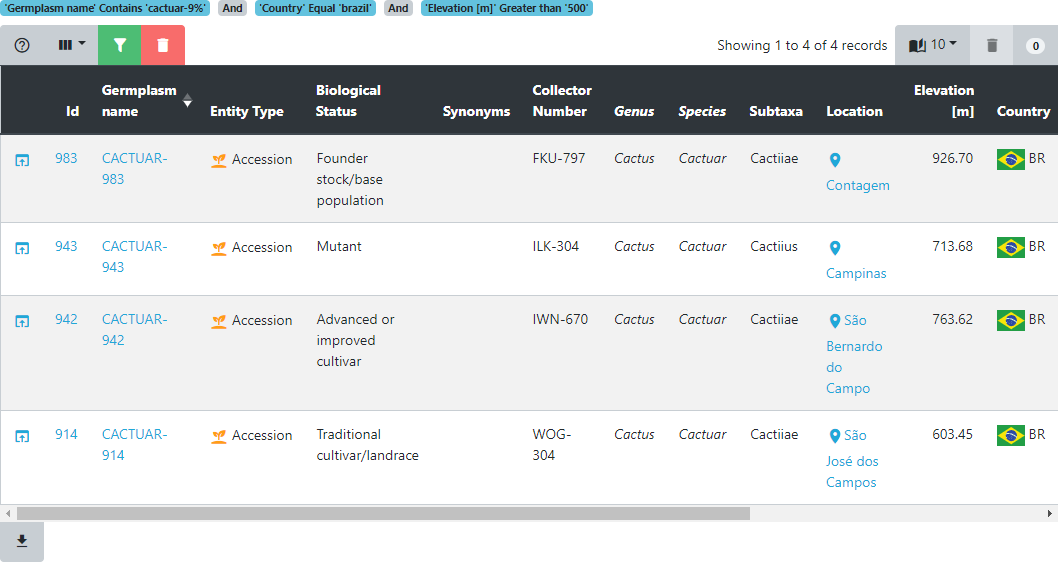 'Germplasm name' Contains 'cactuar-9%' And 'Country' Equal 'brazil' And 'Elevation [m]' Greater than '500'
Showing 1 to 4 of 4 records 10 0
Id Germplasm name Entity Type Biological Status Synonyms Collector Number Genus Species Subtaxa Location Elevation [m] Country
983 CACTUAR-983 Accession Founder stock/base population FKU-797 Cactus Cactuar Cactiiae Contagem 926.70 BR
943 CACTUAR-943 Accession Mutant ILK-304 Cactus Cactuar Cactiius Campinas 713.68 BR
942 CACTUAR-942 Accession Advanced or improved cultivar IWN-670 Cactus Cactuar Cactiiae São Bernardo do Campo 763.62 BR
914 CACTUAR-914 Accession Traditional cultivar/landrace WOG-304 Cactus Cactuar Cactiiae São José dos Campos 603.45 BR